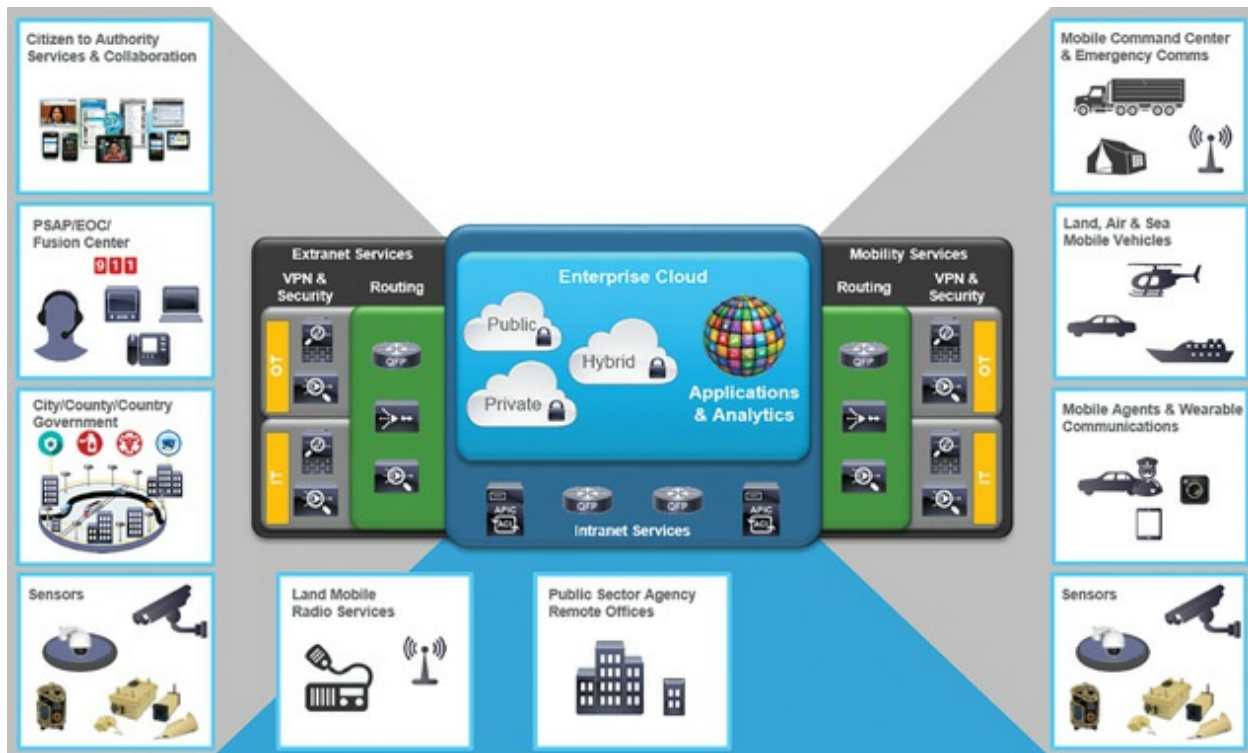 Citizen to Authority
Services & Collaboration
PSAP/EOC/
Fusion Center
911
City/County/Country
Government
Sensors
Extranet Services
VPN &
Security
Routing
OT
IT
QFP
Enterprise Cloud
Public
Hybrid
Private
Applications
& Analytics
APIC
ACI
QFP
QFP
APIC
ACI
Intranet Services
Mobility Services
Routing
VPN &
Security
QFP
OT
IT
Land Mobile
Radio Services
Public Sector Agency
Remote Offices
Mobile Command Center
& Emergency Comms
Land, Air & Sea
Mobile Vehicles
Mobile Agents & Wearable
Communications
Sensors